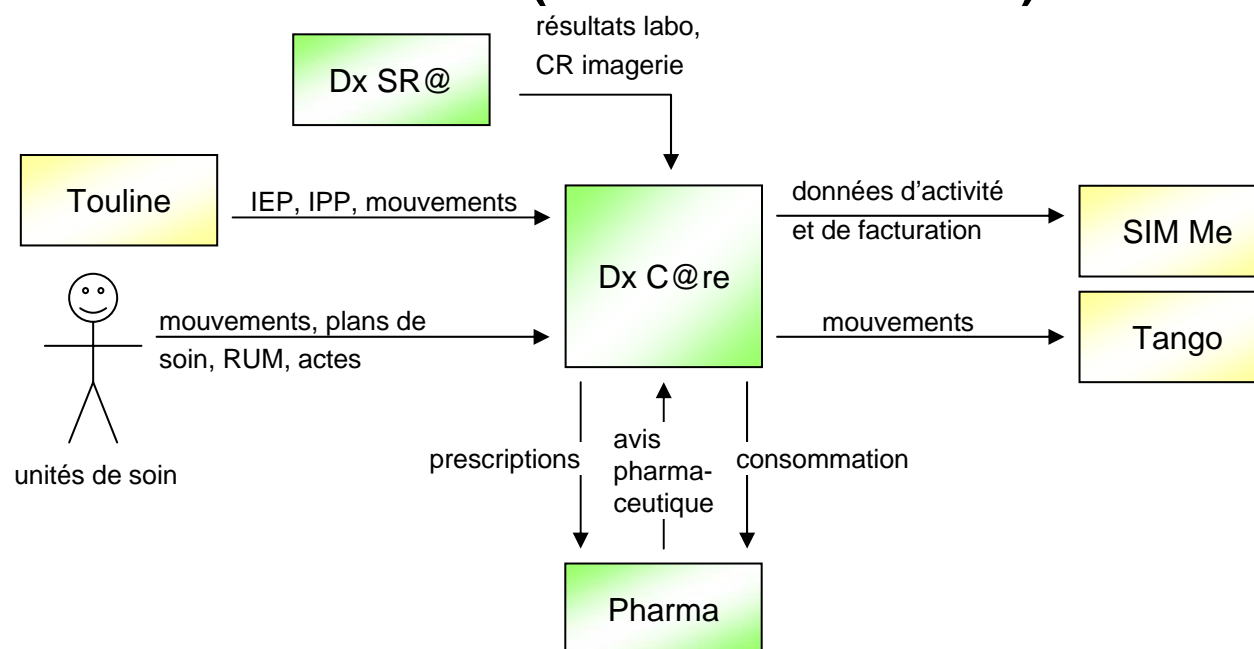 résultats labo,
CR imagerie
Dx SR@
Touline
IEP, IPP, mouvements
données d'activité
et de facturation
SIM Me
Dx C@re
mouvements, plans de
soin, RUM, actes
mouvements
Tango
unités de soin
prescriptions
avis
pharma-
ceutique
consommation
Pharma